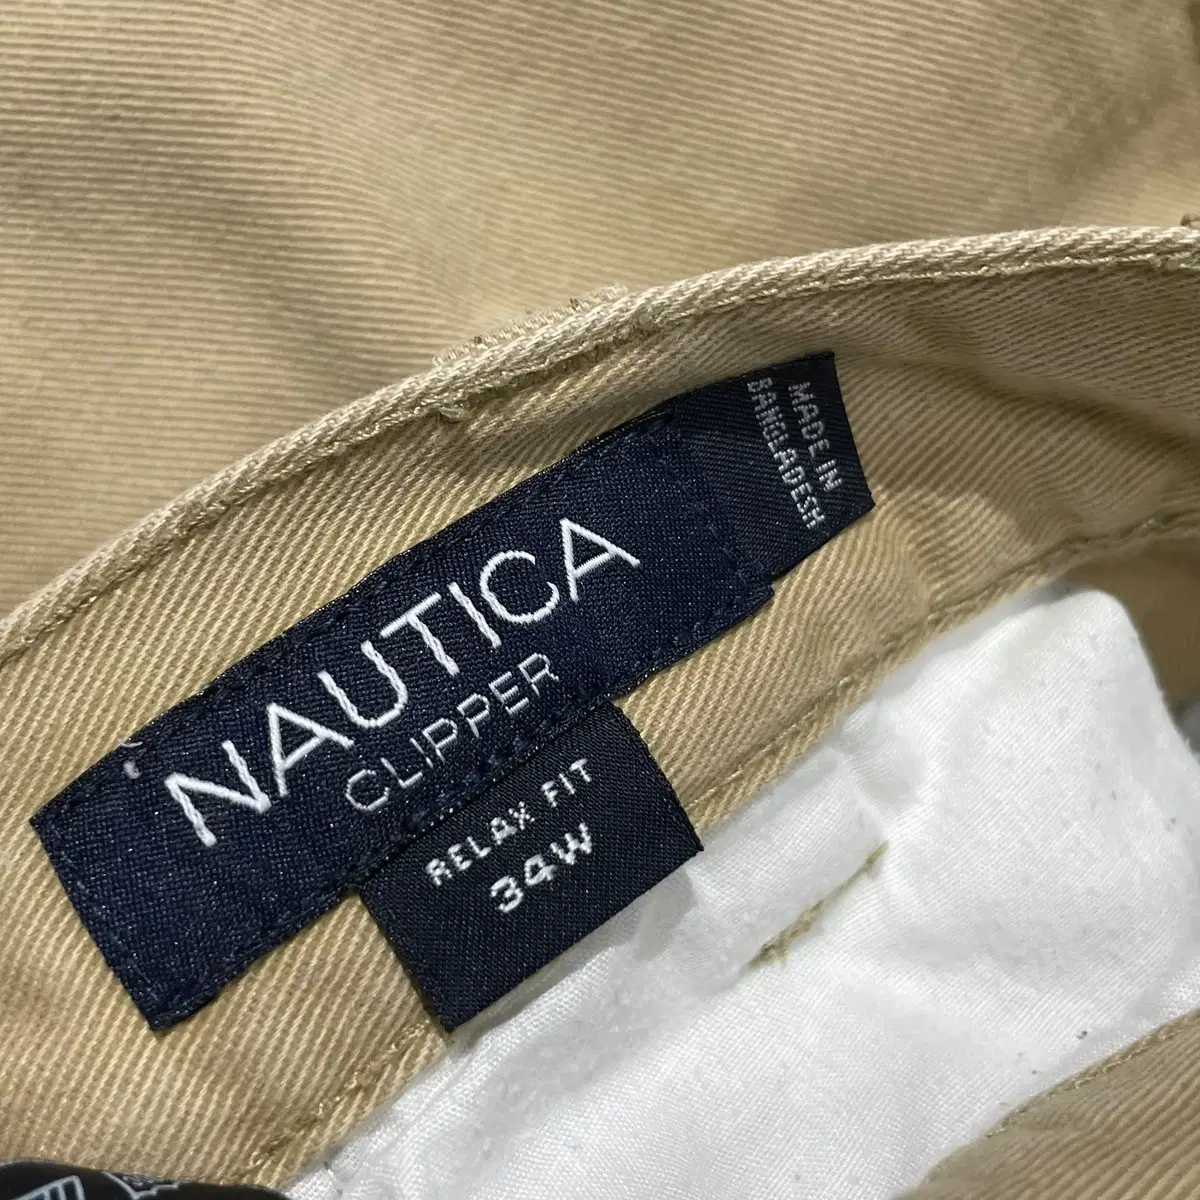 NAUTICA
CLIPPER
RELAX FIT
34W
MADE IN
BANGLADESH